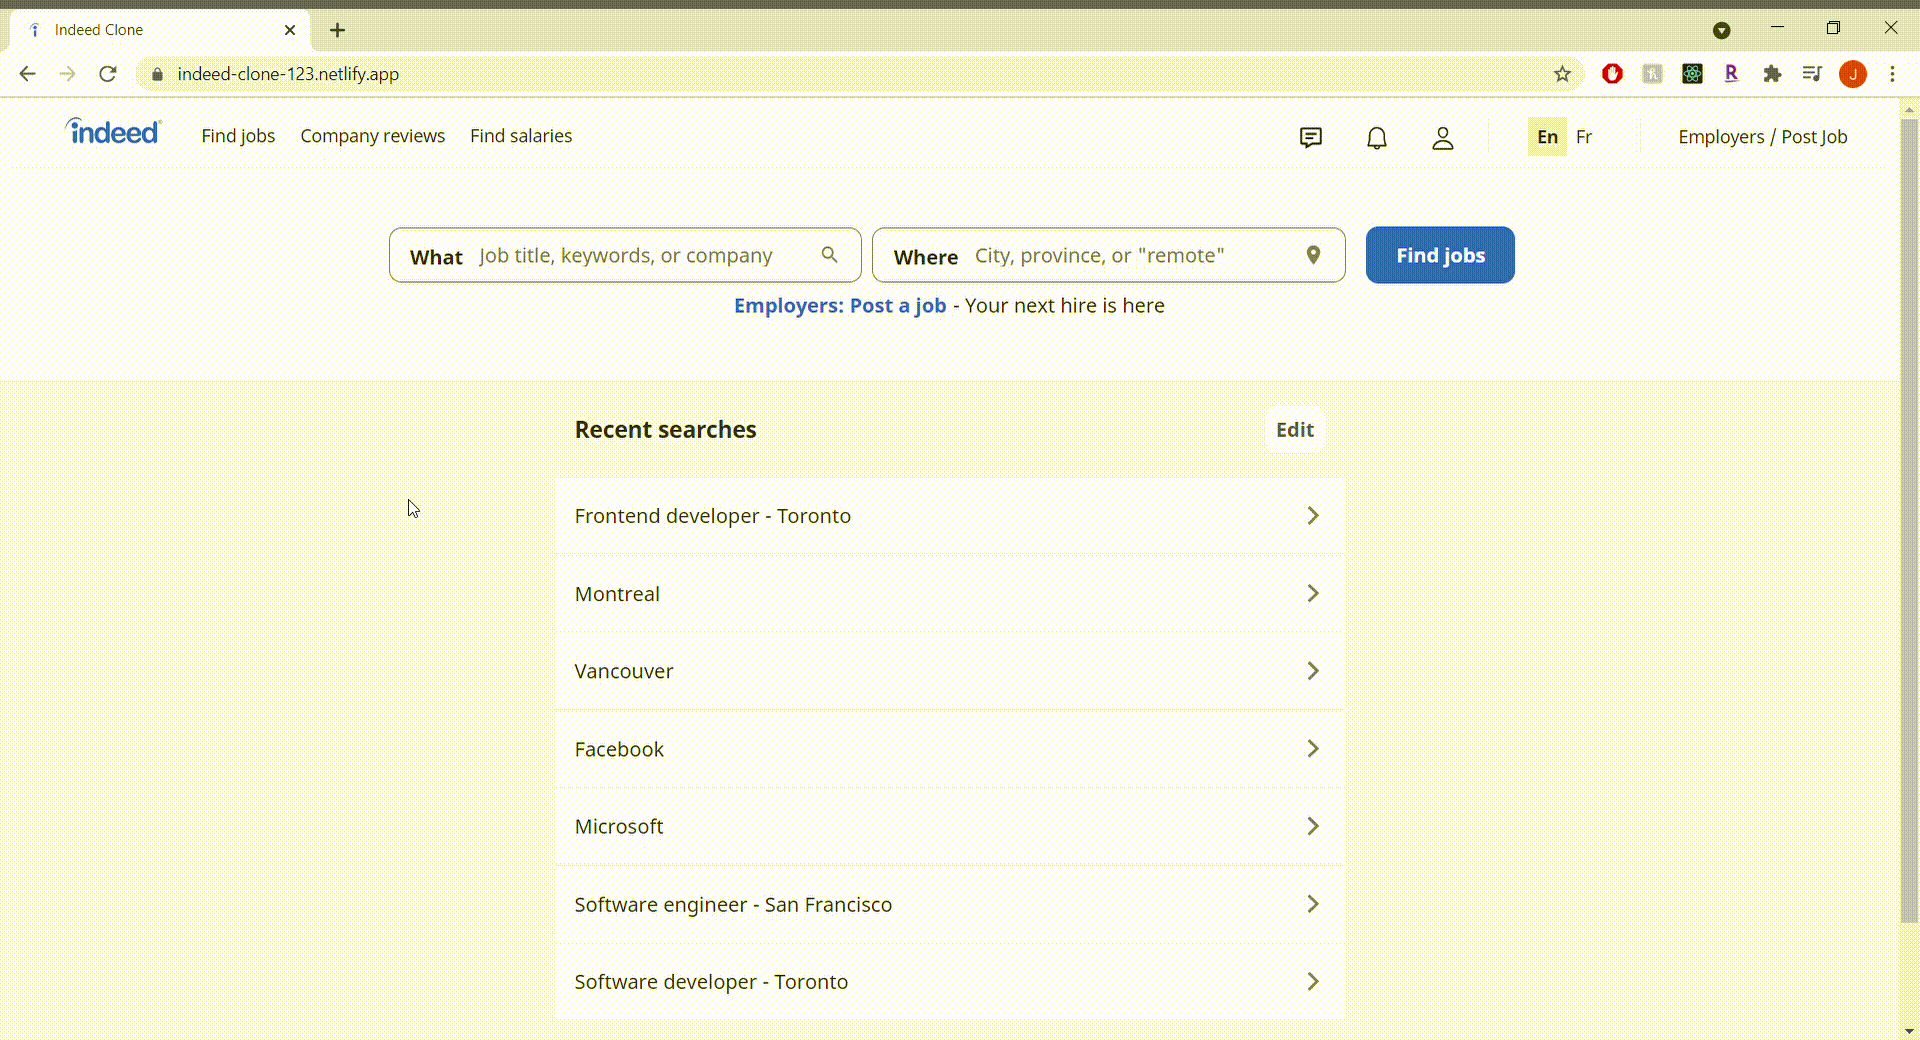 Indeed Clone
indeed-clone-123.netlify.app
R
J
indeed Find jobs Company reviews Find salaries En Fr Employers / Post Job
What Job title, keywords, or company Where City, province, or "remote" Find jobs
Employers: Post a job - Your next hire is here
Recent searches Edit
Frontend developer - Toronto
Montreal
Vancouver
Facebook
Microsoft
Software engineer - San Francisco
Software developer - Toronto